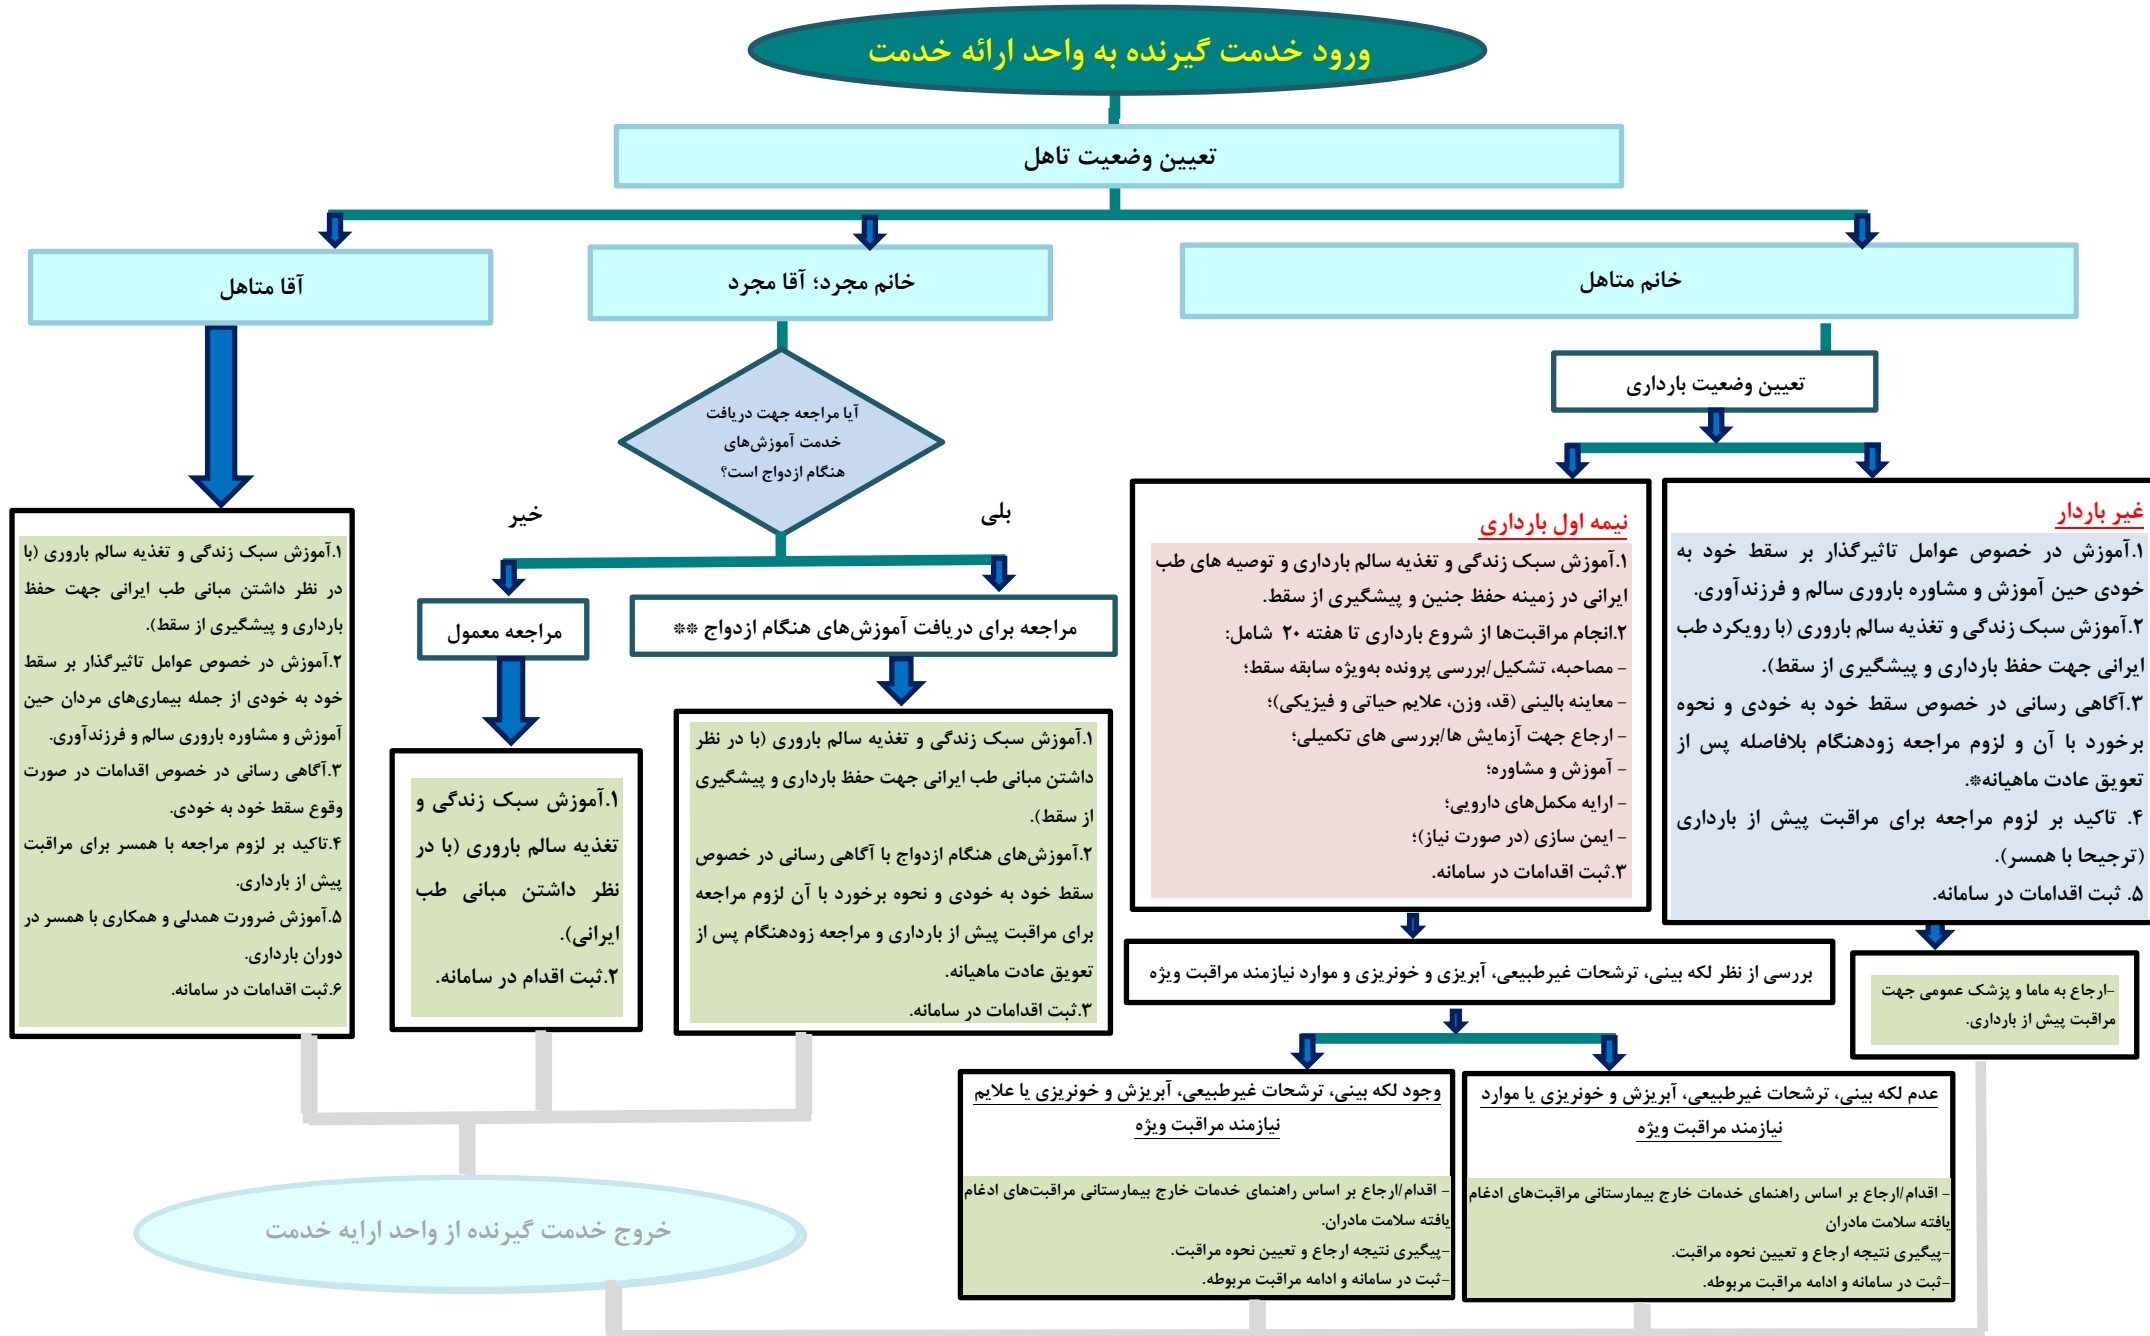 ورود خدمت گیرنده به واحد ارائه خدمت
تعیین وضعیت تاهل
خانم متاهل
خانم مجرد؛ آقا مجرد
آقا متاهل
تعیین وضعیت بارداری
آیا مراجعه جهت دریافت
خدمت آموزش‌های
هنگام ازدواج است؟
بلی
خیر
غیر باردار
۱.آموزش در خصوص عوامل تاثیرگذار بر سقط خود به
خودی حین آموزش و مشاوره باروری سالم و فرزندآوری.
۲.آموزش سبک زندگی و تغذیه سالم باروری (با رویکرد طب
ایرانی جهت حفظ بارداری و پیشگیری از سقط).
۳.آگاهی رسانی در خصوص سقط خود به خودی و نحوه
برخورد با آن و لزوم مراجعه زودهنگام بلافاصله پس از
تعویق عادت ماهیانه*.
۴. تاکید بر لزوم مراجعه برای مراقبت پیش از بارداری
(ترجیحا با همسر).
۵. ثبت اقدامات در سامانه.
نیمه اول بارداری
۱.آموزش سبک زندگی و تغذیه سالم بارداری و توصیه های طب
ایرانی در زمینه حفظ جنین و پیشگیری از سقط.
۲.انجام مراقبت‌ها از شروع بارداری تا هفته ۲۰ شامل:
- مصاحبه، تشکیل/بررسی پرونده به‌ویژه سابقه سقط؛
- معاینه بالینی (قد، وزن، علایم حیاتی و فیزیکی)؛
- ارجاع جهت آزمایش ها/بررسی های تکمیلی؛
- آموزش و مشاوره؛
- ارایه مکمل‌های دارویی؛
- ایمن سازی (در صورت نیاز)؛
۳.ثبت اقدامات در سامانه.
مراجعه برای دریافت آموزش‌های هنگام ازدواج **
مراجعه معمول
۱.آموزش سبک زندگی و تغذیه سالم باروری (با در نظر
داشتن مبانی طب ایرانی جهت حفظ بارداری و پیشگیری
از سقط).
۲.آموزش‌های هنگام ازدواج با آگاهی رسانی در خصوص
سقط خود به خودی و نحوه برخورد با آن لزوم مراجعه
برای مراقبت پیش از بارداری و مراجعه زودهنگام پس از
تعویق عادت ماهیانه.
۳.ثبت اقدامات در سامانه.
۱.آموزش سبک زندگی و
تغذیه سالم باروری (با در
نظر داشتن مبانی طب
ایرانی).
۲.ثبت اقدام در سامانه.
۱.آموزش سبک زندگی و تغذیه سالم باروری (با
در نظر داشتن مبانی طب ایرانی جهت حفظ
بارداری و پیشگیری از سقط).
۲.آموزش در خصوص عوامل تاثیرگذار بر سقط
خود به خودی از جمله بیماری‌های مردان حین
آموزش و مشاوره باروری سالم و فرزندآوری.
۳.آگاهی رسانی در خصوص اقدامات در صورت
وقوع سقط خود به خودی.
۴.تاکید بر لزوم مراجعه با همسر برای مراقبت
پیش از بارداری.
۵.آموزش ضرورت همدلی و همکاری با همسر در
دوران بارداری.
۶.ثبت اقدامات در سامانه.
بررسی از نظر لکه بینی، ترشحات غیرطبیعی، آبریزی و خونریزی و موارد نیازمند مراقبت ویژه
-ارجاع به ماما و پزشک عمومی جهت
مراقبت پیش از بارداری.
عدم لکه بینی، ترشحات غیرطبیعی، آبریزش و خونریزی یا موارد
نیازمند مراقبت ویژه
- اقدام/ارجاع بر اساس راهنمای خدمات خارج بیمارستانی مراقبت‌های ادغام
یافته سلامت مادران
-پیگیری نتیجه ارجاع و تعیین نحوه مراقبت.
-ثبت در سامانه و ادامه مراقبت مربوطه.
وجود لکه بینی، ترشحات غیرطبیعی، آبریزش و خونریزی یا علایم
نیازمند مراقبت ویژه
- اقدام/ارجاع بر اساس راهنمای خدمات خارج بیمارستانی مراقبت‌های ادغام
یافته سلامت مادران.
-پیگیری نتیجه ارجاع و تعیین نحوه مراقبت.
-ثبت در سامانه و ادامه مراقبت مربوطه.
خروج خدمت گیرنده از واحد ارایه خدمت